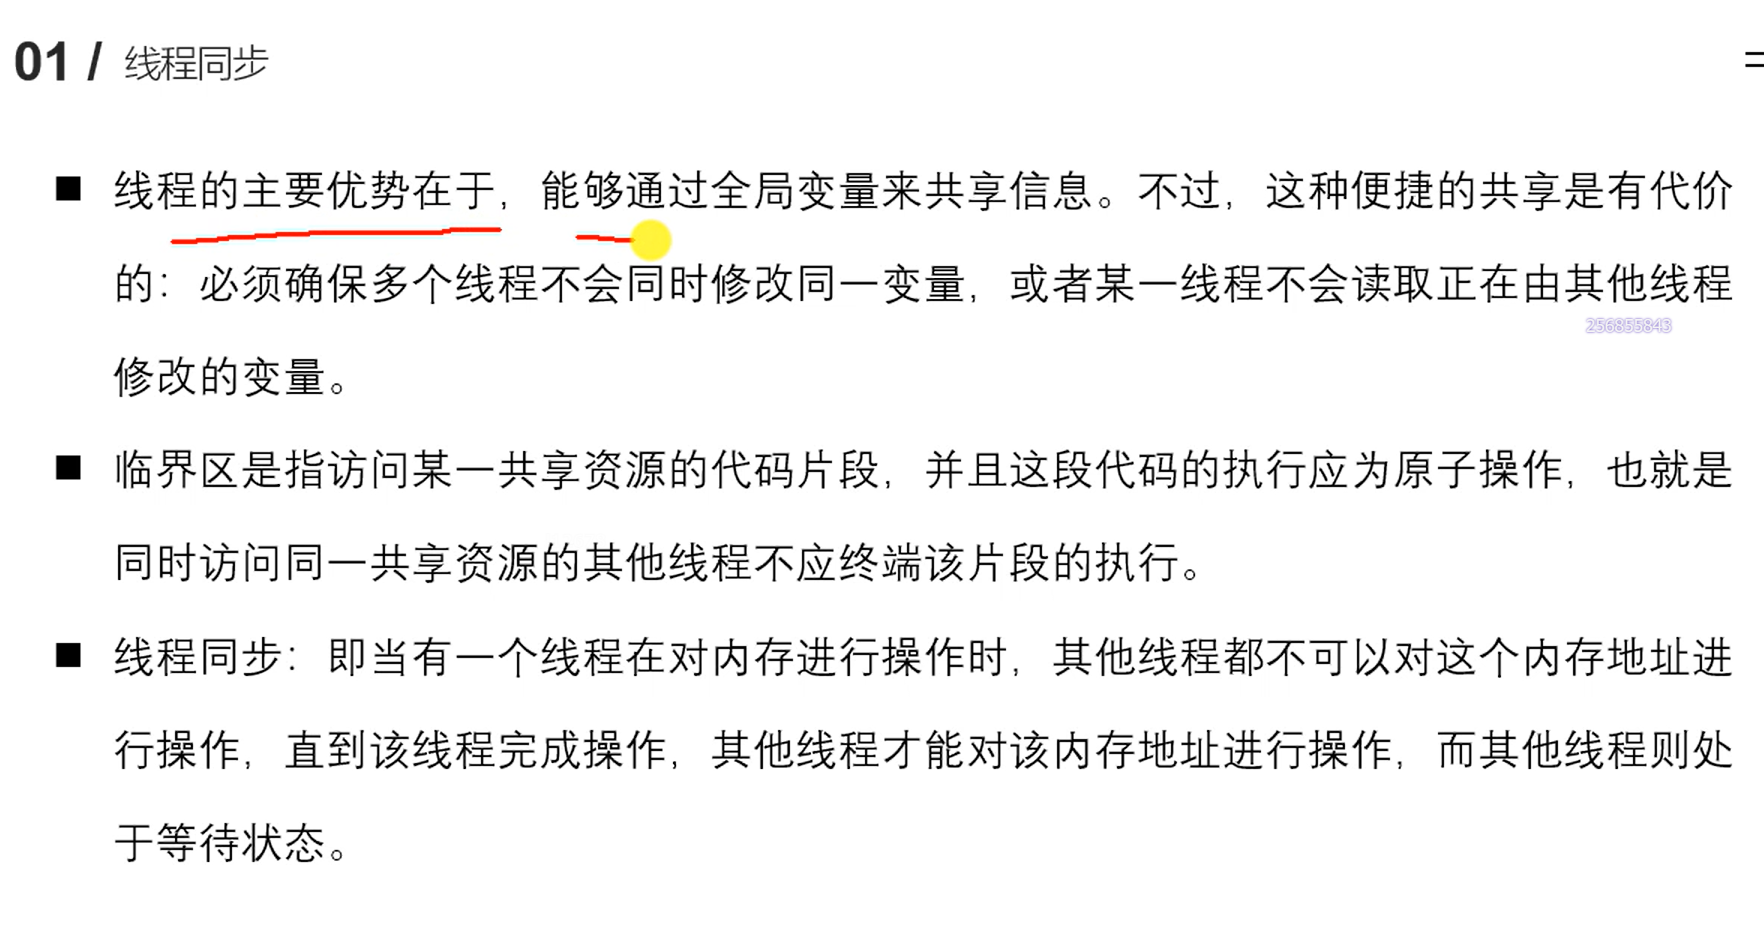 01 / 线程同步
■ 线程的主要优势在于，能够通过全局变量来共享信息。不过，这种便捷的共享是有代价
的：必须确保多个线程不会同时修改同一变量，或者某一线程不会读取正在由其他线程
256855843
修改的变量。
■ 临界区是指访问某一共享资源的代码片段，并且这段代码的执行应为原子操作，也就是
同时访问同一共享资源的其他线程不应终端该片段的执行。
■ 线程同步：即当有一个线程在对内存进行操作时，其他线程都不可以对这个内存地址进
行操作，直到该线程完成操作，其他线程才能对该内存地址进行操作，而其他线程则处
于等待状态。